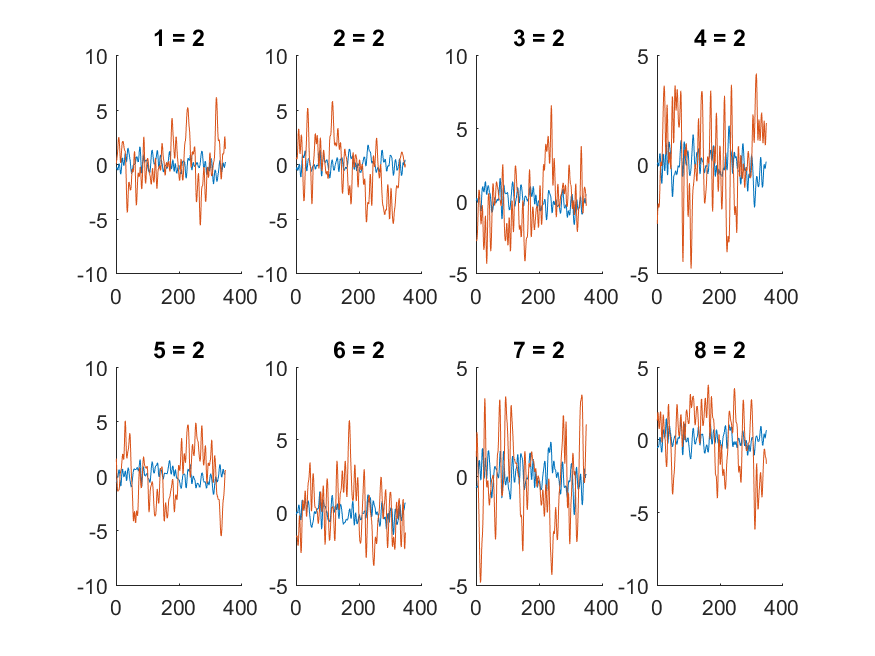 1 = 2 2 = 2 3 = 2 4 = 2
10 10 10 5
5 5 5
0 0 0 0
-5 -5
-10 -10 -5 -5
0 200 400 0 200 400 0 200 400 0 200 400
5 = 2 6 = 2 7 = 2 8 = 2
10 10 5 5
5 5 0
0 0 0
-5 -5
-10 -5 -5 -10
0 200 400 0 200 400 0 200 400 0 200 400